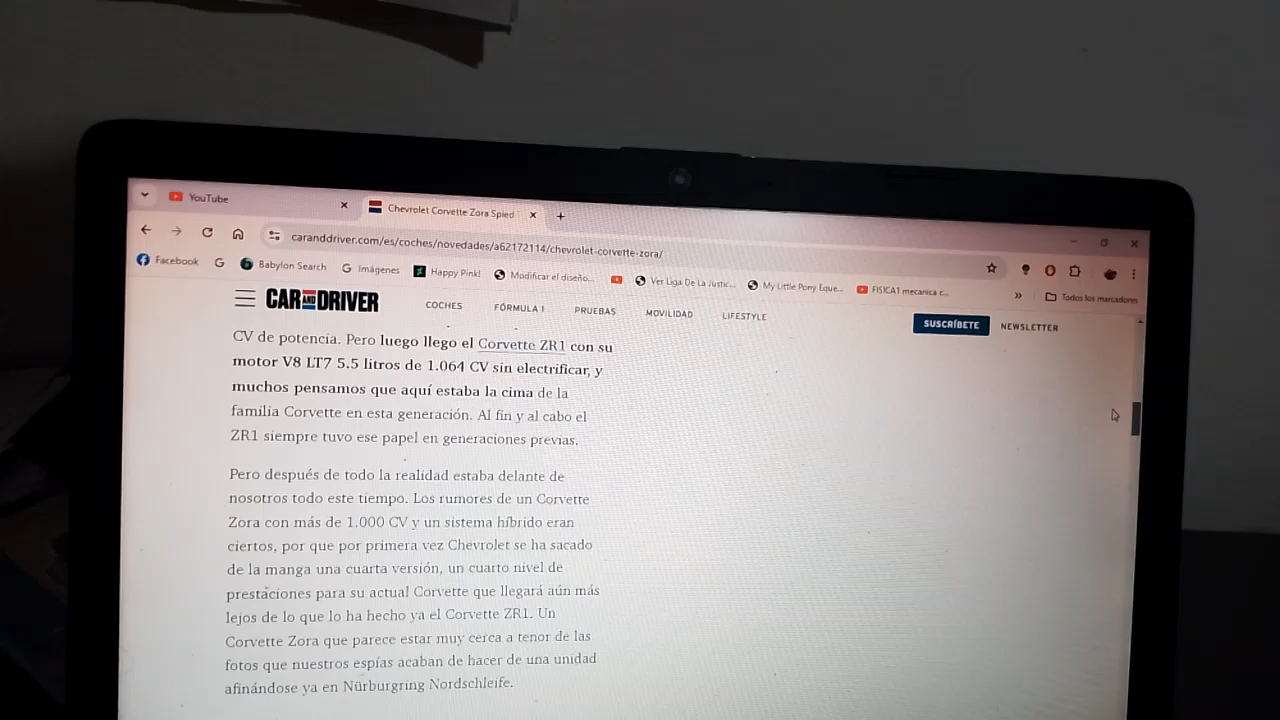 YouTube
Chevrolet Corvette Zora Spied
caranddriver.com/es/coches/novedades/a62172114/chevrolet-corvette-zora/
Facebook
Babylon Search
Imágenes
Happy Pink!
Modificar el diseño...
Ver Liga De La Justic...
My Little Pony Eque...
FISICA1 mecanica c...
Todos los marcadores
CAR AND DRIVER
COCHES
FÓRMULA 1
PRUEBAS
MOVILIDAD
LIFESTYLE
SUSCRÍBETE
NEWSLETTER
CV de potencia. Pero luego llego el Corvette ZR1 con su
motor V8 LT7 5.5 litros de 1.064 CV sin electrificar, y
muchos pensamos que aquí estaba la cima de la
familia Corvette en esta generación. Al fin y al cabo el
ZR1 siempre tuvo ese papel en generaciones previas.
Pero después de todo la realidad estaba delante de
nosotros todo este tiempo. Los rumores de un Corvette
Zora con más de 1.000 CV y un sistema híbrido eran
ciertos, por que por primera vez Chevrolet se ha sacado
de la manga una cuarta versión, un cuarto nivel de
prestaciones para su actual Corvette que llegará aún más
lejos de lo que lo ha hecho ya el Corvette ZR1. Un
Corvette Zora que parece estar muy cerca a tenor de las
fotos que nuestros espías acaban de hacer de una unidad
afinándose ya en Nürburgring Nordschleife.